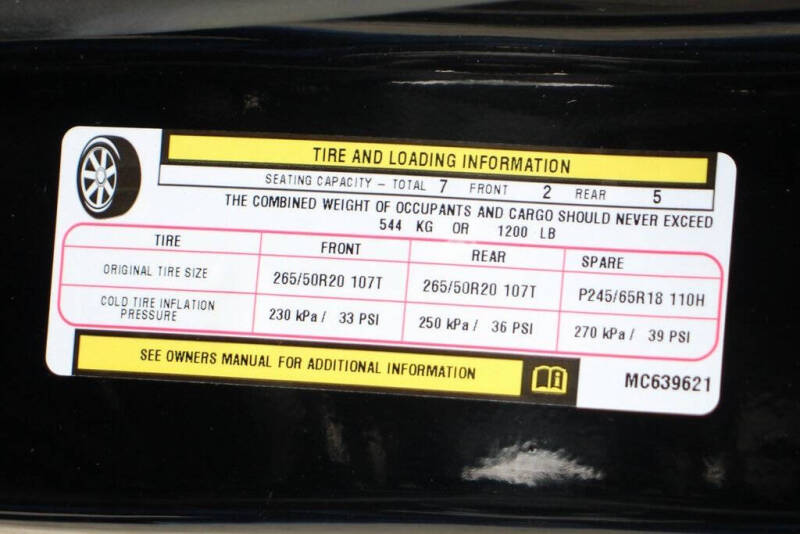 TIRE AND LOADING INFORMATION
SEATING CAPACITY – TOTAL 7 FRONT 2 REAR 5
THE COMBINED WEIGHT OF OCCUPANTS AND CARGO SHOULD NEVER EXCEED
544 KG OR 1200 LB
TIRE FRONT REAR SPARE
ORIGINAL TIRE SIZE 265/50R20 107T 265/50R20 107T P245/65R18 110H
COLD TIRE INFLATION
PRESSURE 230 kPa / 33 PSI 250 kPa / 36 PSI 270 kPa / 39 PSI
SEE OWNERS MANUAL FOR ADDITIONAL INFORMATION
MC639621